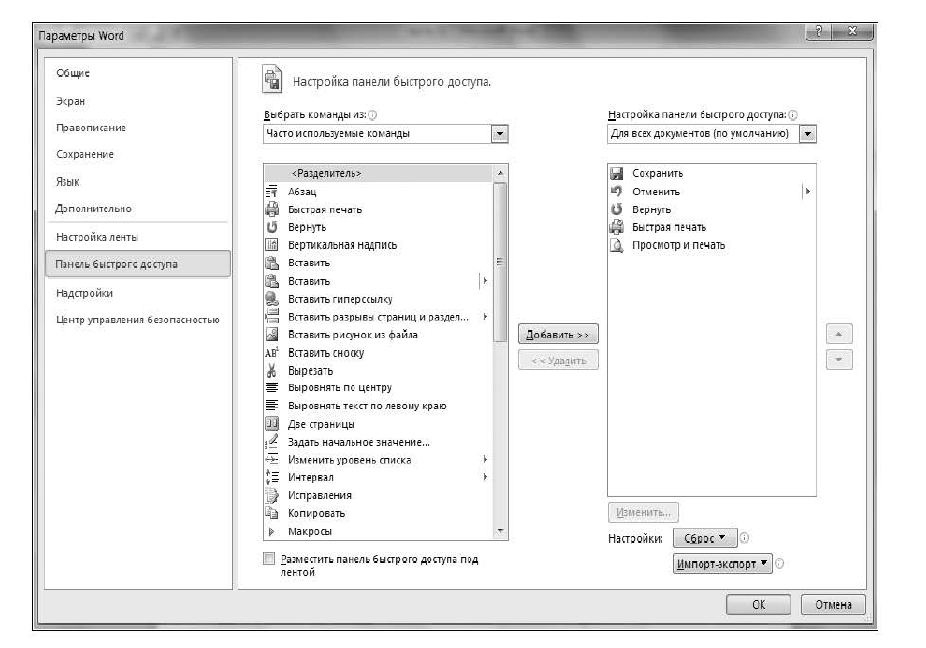 Параметры Word
Общие
Экран
Правописание
Сохранение
Язык
Дополнительно
Настройка ленты
Панель быстрого доступа
Надстройки
Центр управления безопасностью
Настройка панели быстрого доступа.
Выбрать команды из:
Часто используемые команды
<Разделитель>
Абзац
Быстрая печать
Вернуть
Вертикальная надпись
Вставить
Вставить
Вставить гиперссылку
Вставить разрывы страниц и раздел...
Вставить рисунок из файла
AB¹ Вставить сноску
Вырезать
Выровнять по центру
Выровнять текст по левому краю
Две страницы
Задать начальное значение...
Изменить уровень списка
Интервал
Исправления
Копировать
Макросы
Разместить панель быстрого доступа под
лентой
Добавить >>
<< Удалить
Настройка панели быстрого доступа:
Для всех документов (по умолчанию)
Сохранить
Отменить
Вернуть
Быстрая печать
Просмотр и печать
Изменить...
Настройки: Сброс
Импорт-экспорт
ОК Отмена